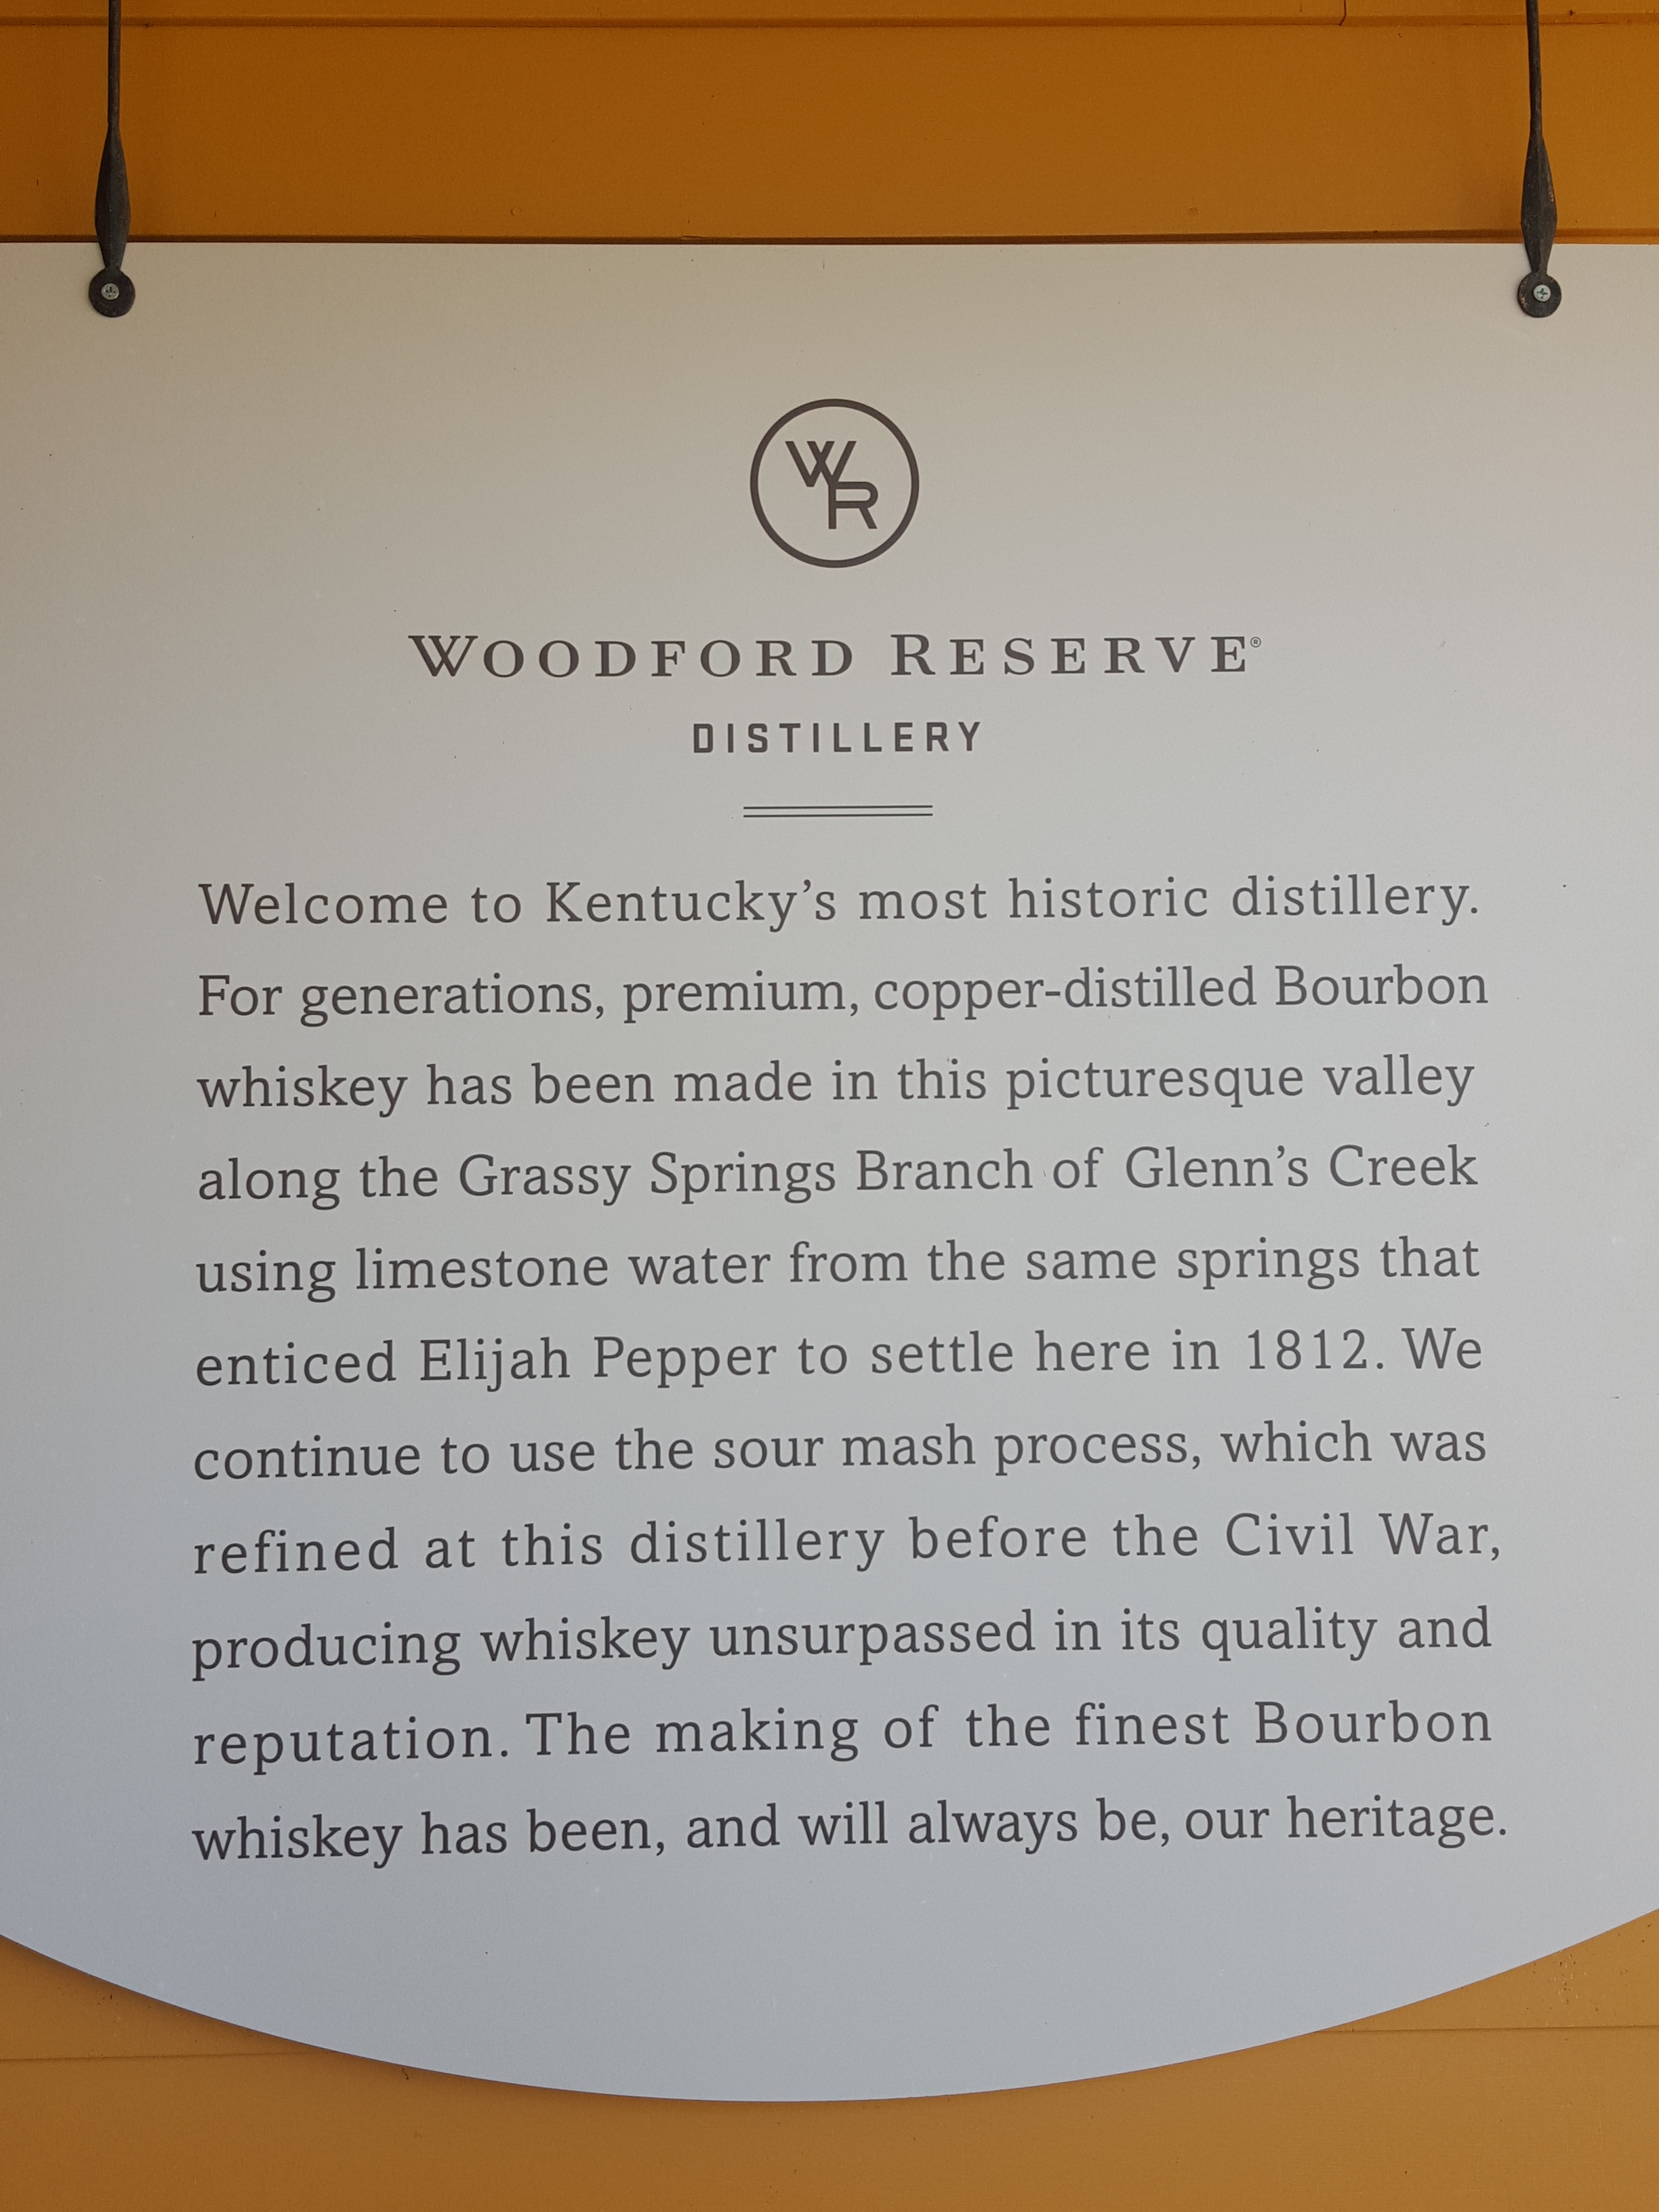 WR
WOODFORD RESERVE®
DISTILLERY
Welcome to Kentucky’s most historic distillery.
For generations, premium, copper-distilled Bourbon
whiskey has been made in this picturesque valley
along the Grassy Springs Branch of Glenn’s Creek
using limestone water from the same springs that
enticed Elijah Pepper to settle here in 1812. We
continue to use the sour mash process, which was
refined at this distillery before the Civil War,
producing whiskey unsurpassed in its quality and
reputation. The making of the finest Bourbon
whiskey has been, and will always be, our heritage.